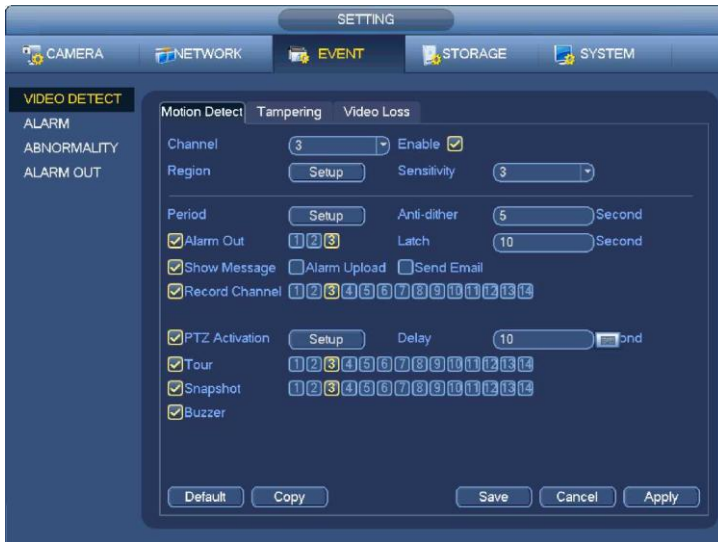 SETTING
CAMERA NETWORK EVENT STORAGE SYSTEM
VIDEO DETECT
ALARM
ABNORMALITY
ALARM OUT
Motion Detect Tampering Video Loss
Channel 3 Enable
Region Setup Sensitivity 3
Period Setup Anti-dither 5 Second
Alarm Out 1 2 3 Latch 10 Second
Show Message Alarm Upload Send Email
Record Channel 1 2 3 4 5 6 7 8 9 10 11 12 13 14
PTZ Activation Setup Delay 10 ond
Tour 1 2 3 4 5 6 7 8 9 10 11 12 13 14
Snapshot 1 2 3 4 5 6 7 8 9 10 11 12 13 14
Buzzer
Default Copy Save Cancel Apply